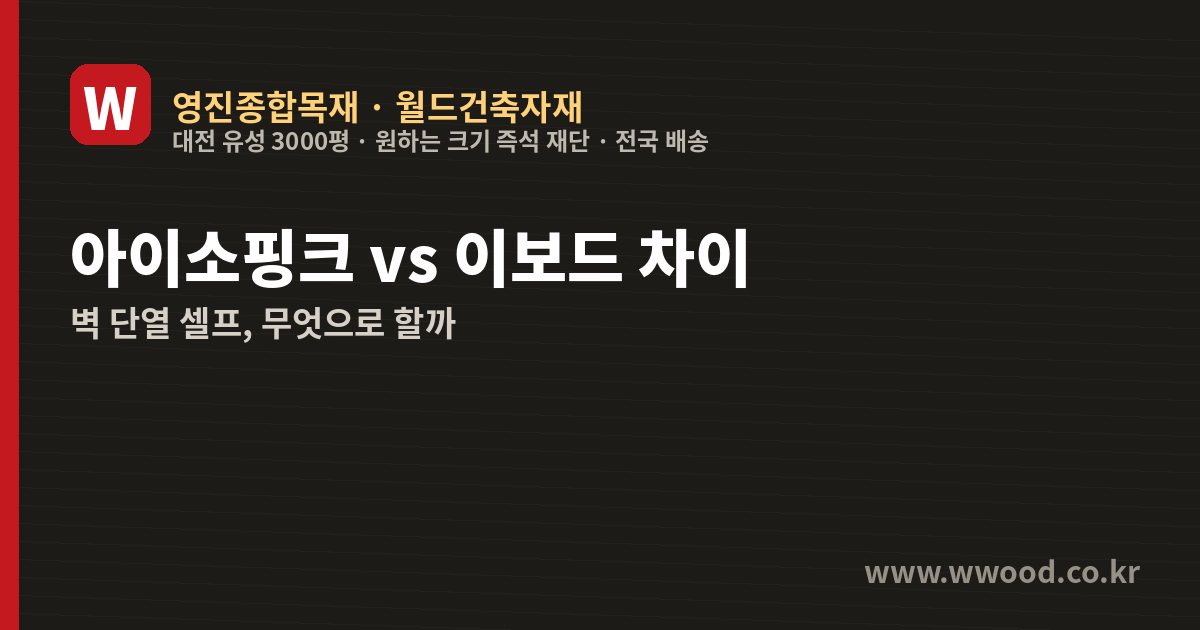 W
영진종합목재 · 월드건축자재
대전 유성 3000평 · 원하는 크기 즉석 재단 · 전국 배송
아이소핑크 vs 이보드 차이
벽 단열 셀프, 무엇으로 할까
www.wwood.co.kr